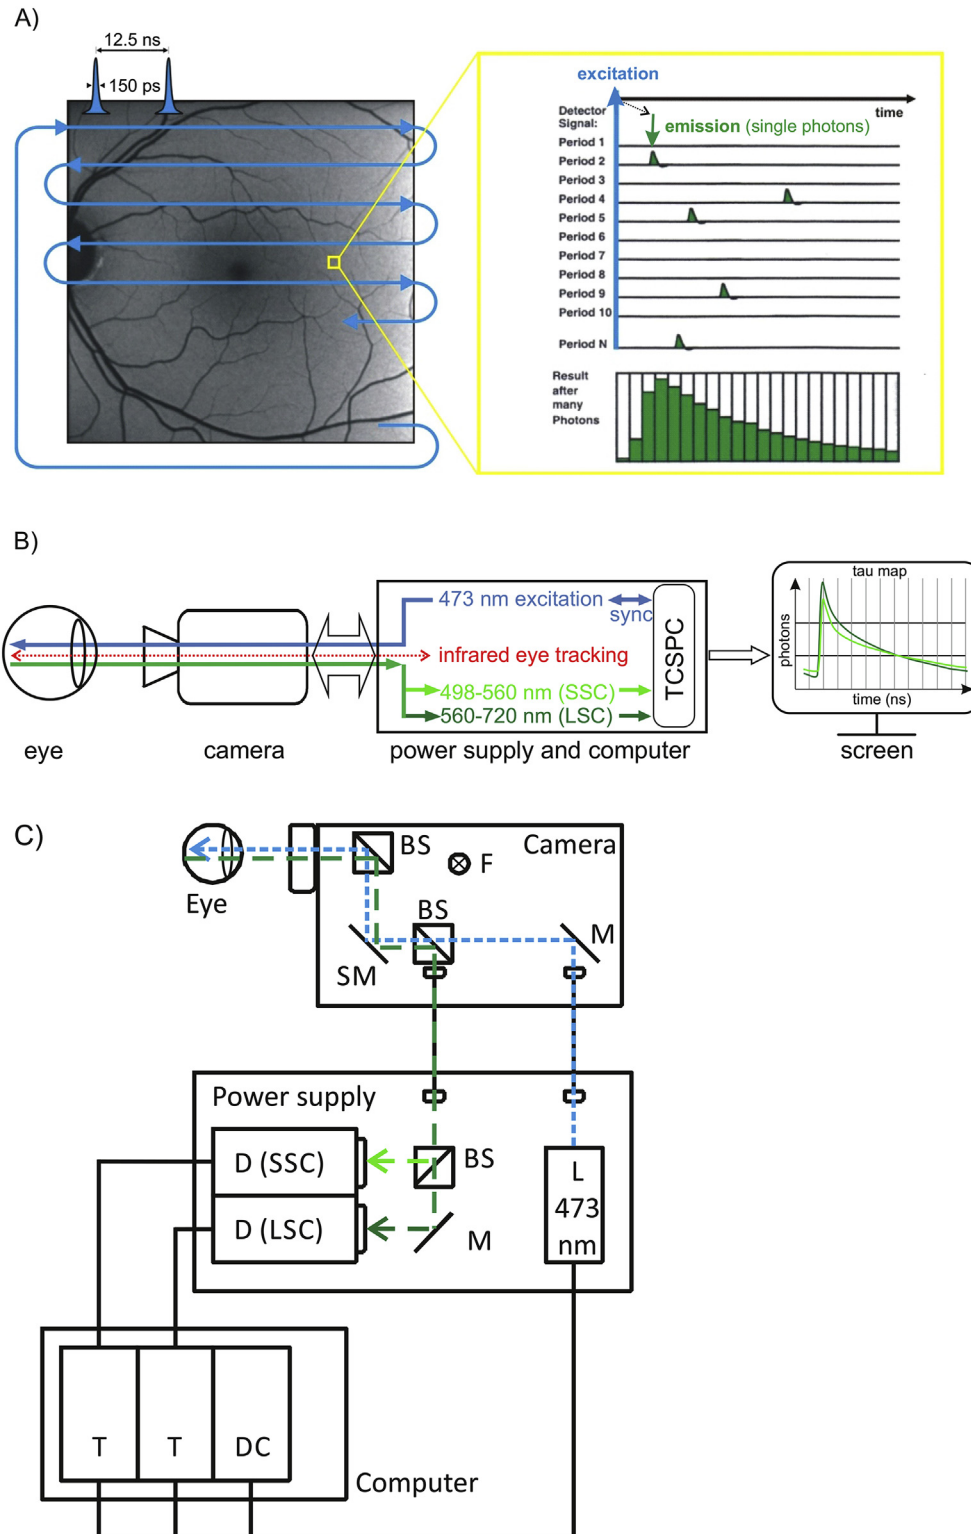 A)
12.5 ns
150 ps
excitation
time
Detector
Signal:
emission (single photons)
Period 1
Period 2
Period 3
Period 4
Period 5
Period 6
Period 7
Period 8
Period 9
Period 10
Period N
Result
after
many
Photons
B)
473 nm excitation
sync
infrared eye tracking
498-560 nm (SSC)
560-720 nm (LSC)
TCSPC
tau map
photons
time (ns)
eye
camera
power supply and computer
screen
C)
BS
F
Camera
Eye
BS
M
SM
Power supply
D (SSC)
BS
L
473
nm
D (LSC)
M
T
T
DC
Computer